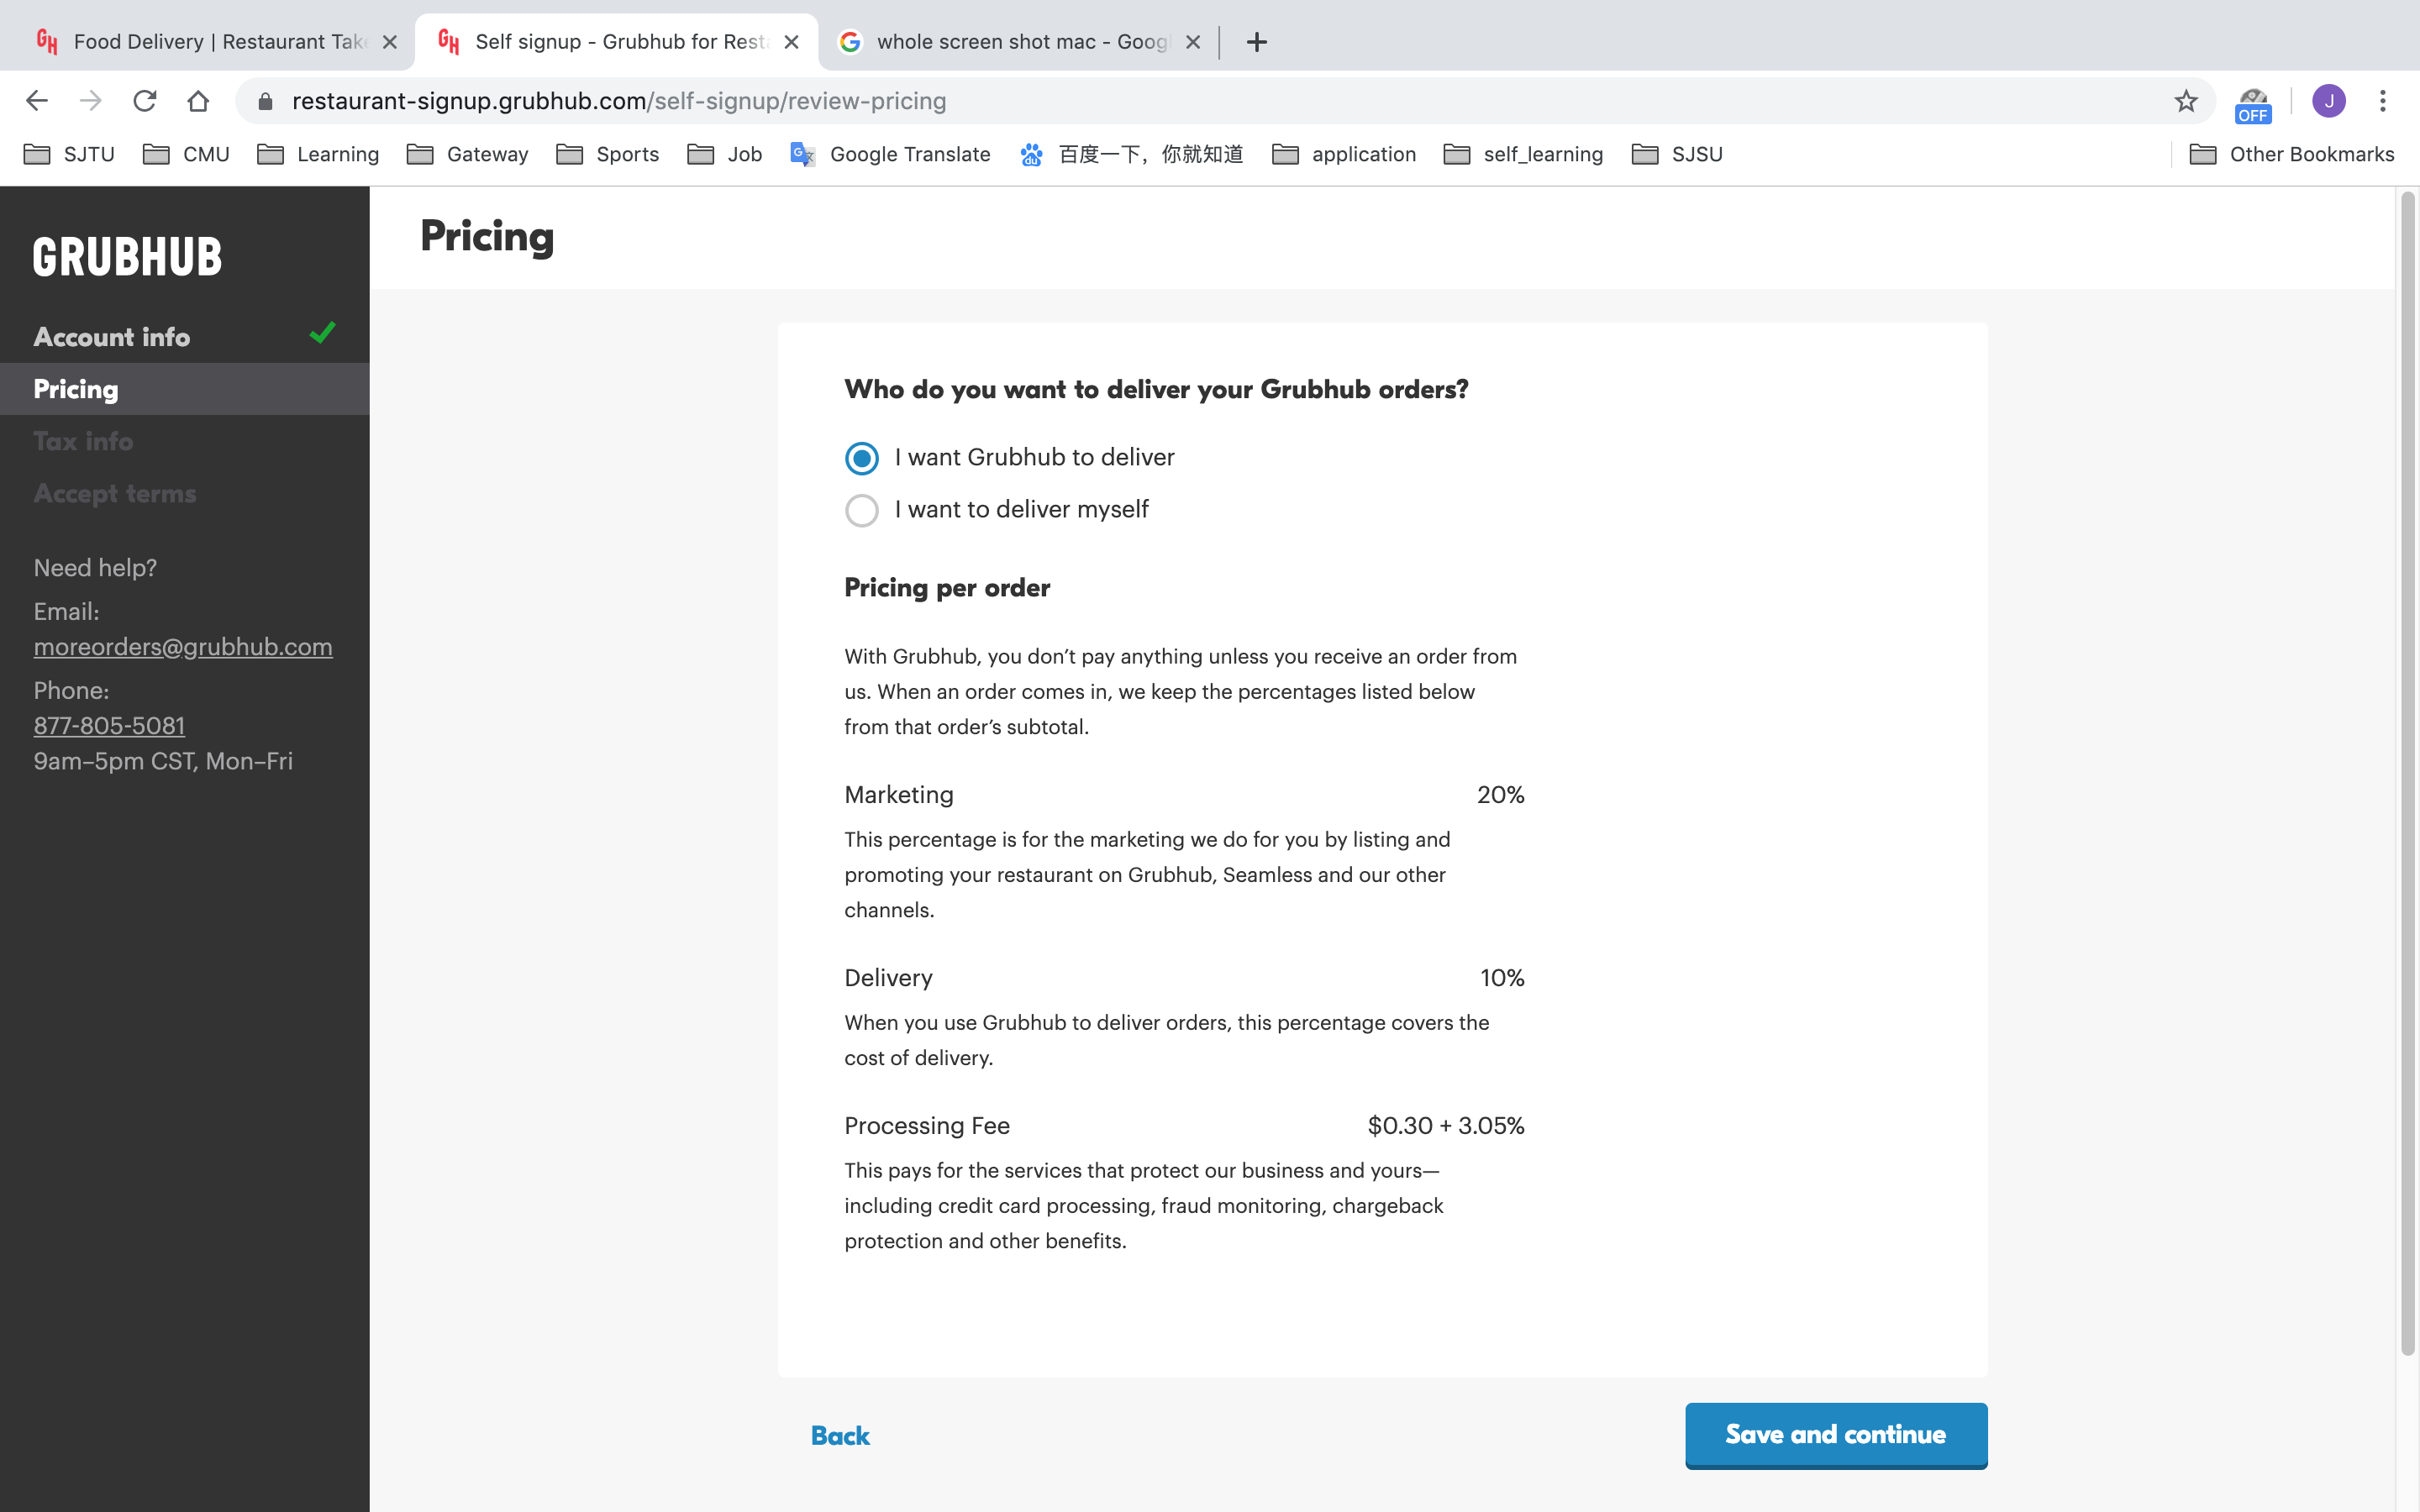 Food Delivery | Restaurant Take
Self signup - Grubhub for Resta
whole screen shot mac - Googl
restaurant-signup.grubhub.com/self-signup/review-pricing
OFF
J
SJTU
CMU
Learning
Gateway
Sports
Job
Google Translate
百度一下，你就知道
application
self_learning
SJSU
Other Bookmarks
GRUBHUB
Account info
Pricing
Tax info
Accept terms
Need help?
Email:
moreorders@grubhub.com
Phone:
877-805-5081
9am–5pm CST, Mon–Fri
Pricing
Who do you want to deliver your Grubhub orders?
I want Grubhub to deliver
I want to deliver myself
Pricing per order
With Grubhub, you don’t pay anything unless you receive an order from
us. When an order comes in, we keep the percentages listed below
from that order’s subtotal.
Marketing 20%
This percentage is for the marketing we do for you by listing and
promoting your restaurant on Grubhub, Seamless and our other
channels.
Delivery 10%
When you use Grubhub to deliver orders, this percentage covers the
cost of delivery.
Processing Fee $0.30 + 3.05%
This pays for the services that protect our business and yours—
including credit card processing, fraud monitoring, chargeback
protection and other benefits.
Back
Save and continue